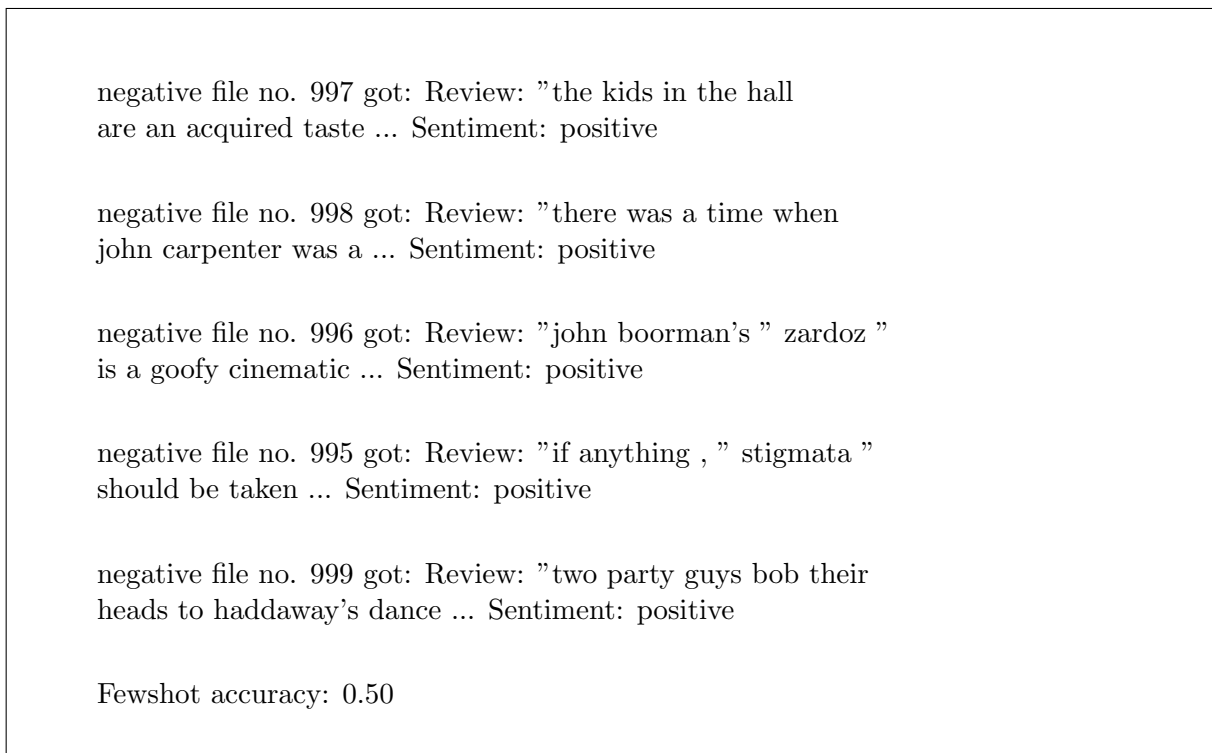 negative file no. 997 got: Review: ”the kids in the hall
are an acquired taste ... Sentiment: positive
negative file no. 998 got: Review: ”there was a time when
john carpenter was a ... Sentiment: positive
negative file no. 996 got: Review: ”john boorman's ” zardoz ”
is a goofy cinematic ... Sentiment: positive
negative file no. 995 got: Review: ”if anything , ” stigmata ”
should be taken ... Sentiment: positive
negative file no. 999 got: Review: ”two party guys bob their
heads to haddaway's dance ... Sentiment: positive
Fewshot accuracy: 0.50